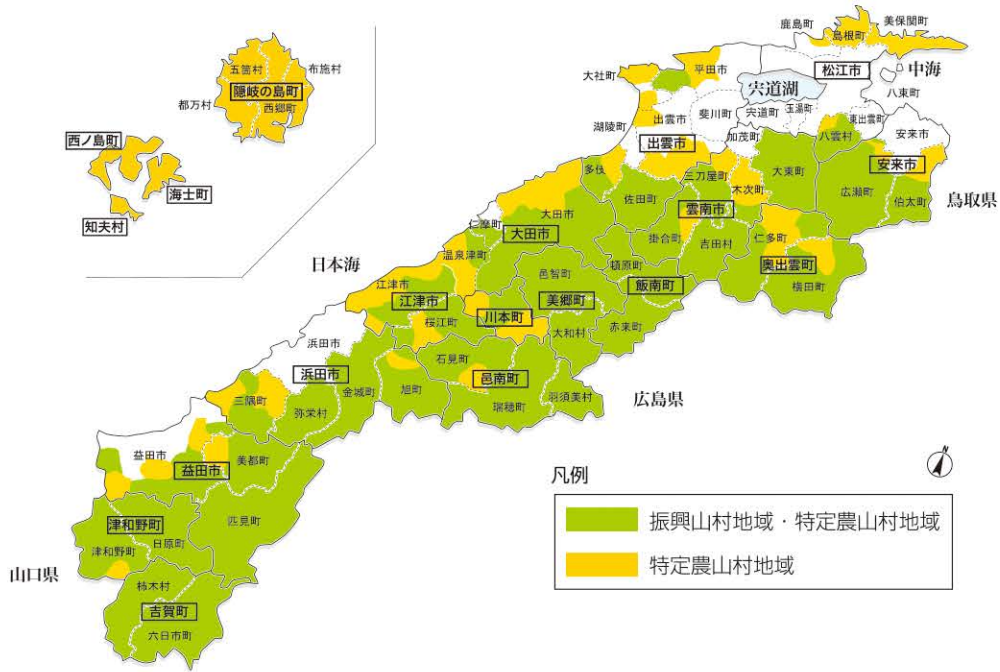 鹿島町
美保関町
島根町
松江市
中海
八束町
宍道湖
大社町
平田市
出雲市
斐川町
宍道町
玉湯町
東出雲町
湖陵町
出雲市
加茂町
八雲村
安来市
安来市
多伎
三刀屋町
木次町
大東町
広瀬町
伯太町
鳥取県
佐田町
雲南市
大田市
仁摩町
大田市
掛合町
吉田村
仁多町
奥出雲町
横田町
日本海
温泉津町
邑智町
頓原町
飯南町
江津市
江津市
川本町
美郷町
桜江町
大和村
赤来町
浜田市
浜田市
石見町
邑南町
金城町
旭町
瑞穂町
羽須美村
広島県
三隅町
弥栄村
益田市
益田市
美都町
匹見町
津和野町
津和野町
日原町
山口県
柿木村
吉賀町
六日市町
五箇村
布施村
隠岐の島町
都万村
西郷町
西ノ島町
海士町
知夫村
凡例
振興山村地域・特定農山村地域
特定農山村地域